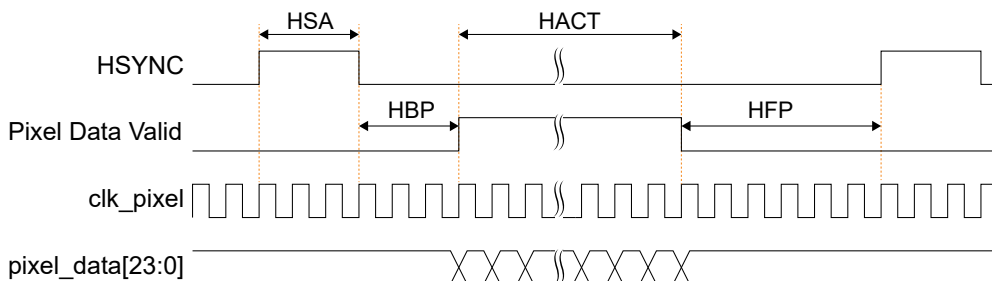 HSA
HACT
HSYNC
HBP
HFP
Pixel Data Valid
clk_pixel
pixel_data[23:0]